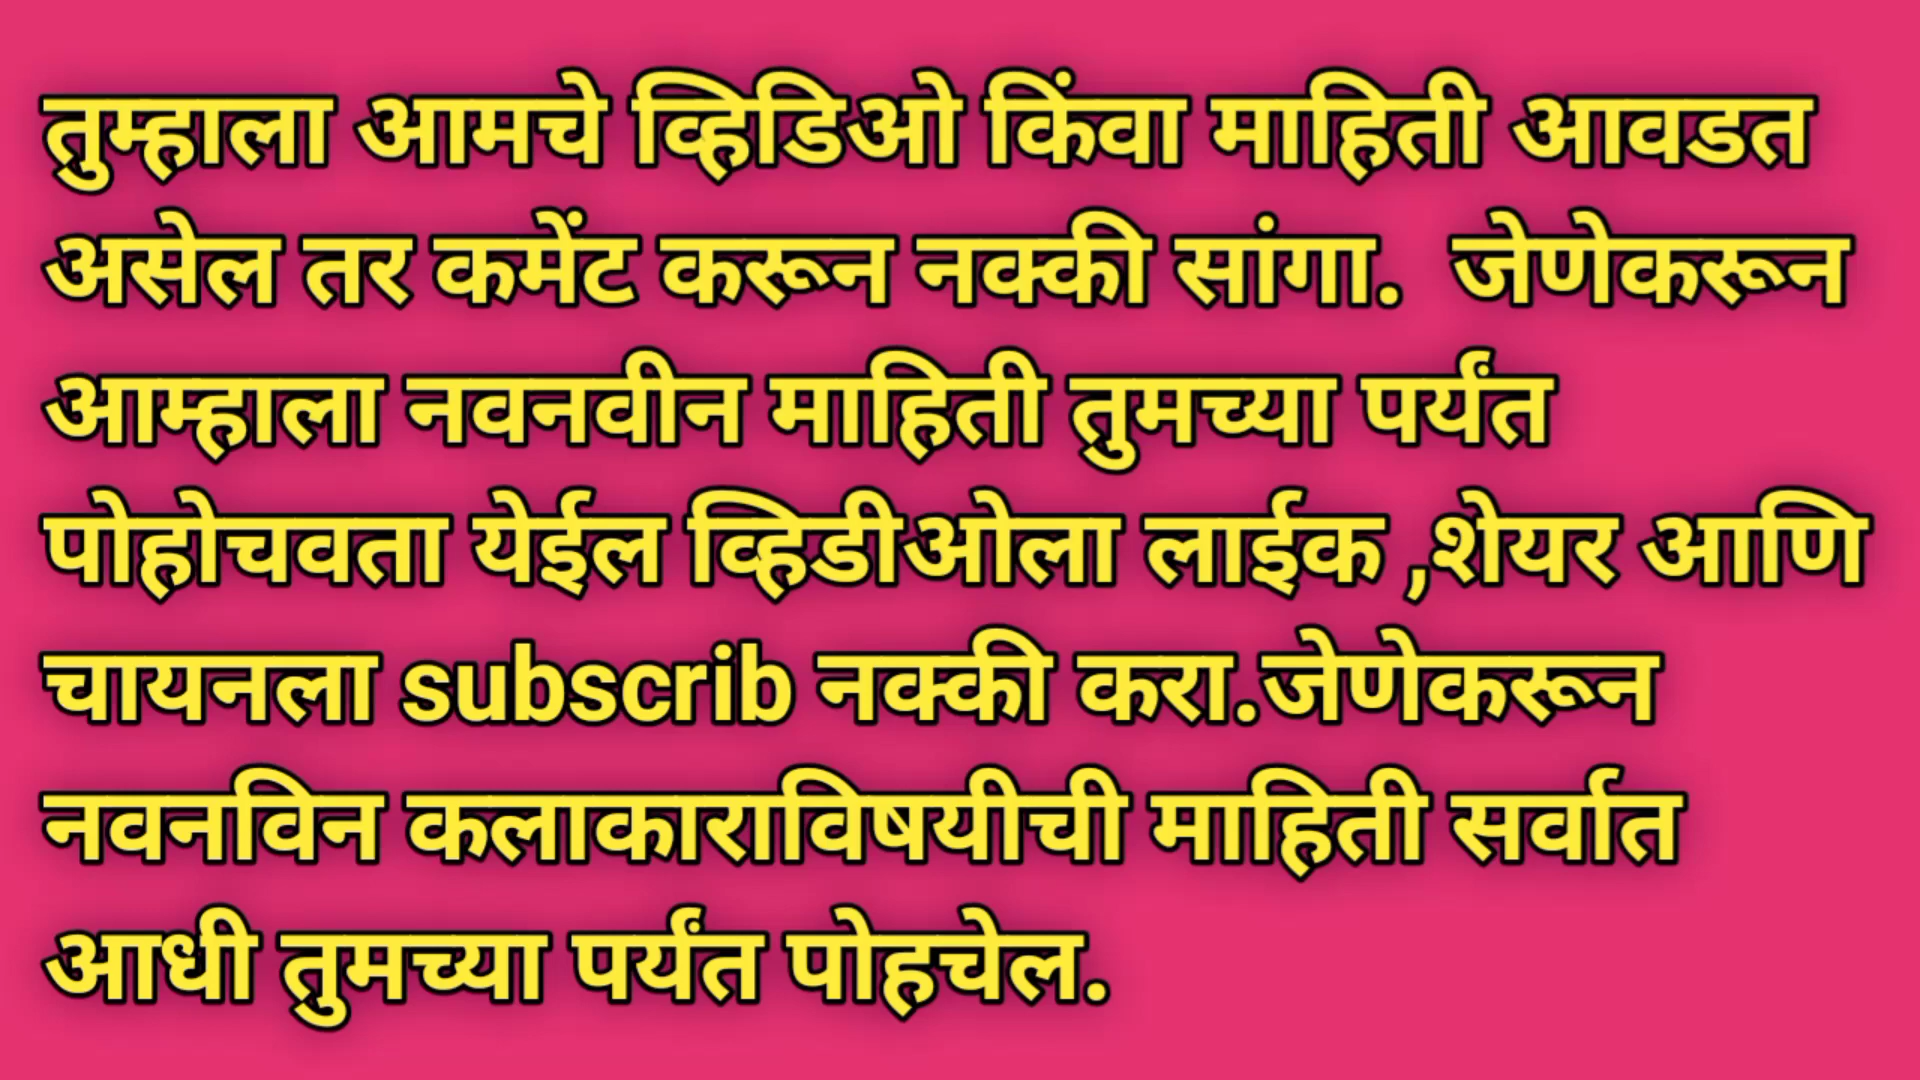 तुम्हाला आमचे व्हिडिओ किंवा माहिती आवडत
असेल तर कमेंट करून नक्की सांगा. जेणेकरून
आम्हाला नवनवीन माहिती तुमच्या पर्यंत
पोहोचवता येईल व्हिडीओला लाईक ,शेयर आणि
चायनला subscrib नक्की करा.जेणेकरून
नवनविन कलाकाराविषयीची माहिती सर्वात
आधी तुमच्या पर्यंत पोहचेल.